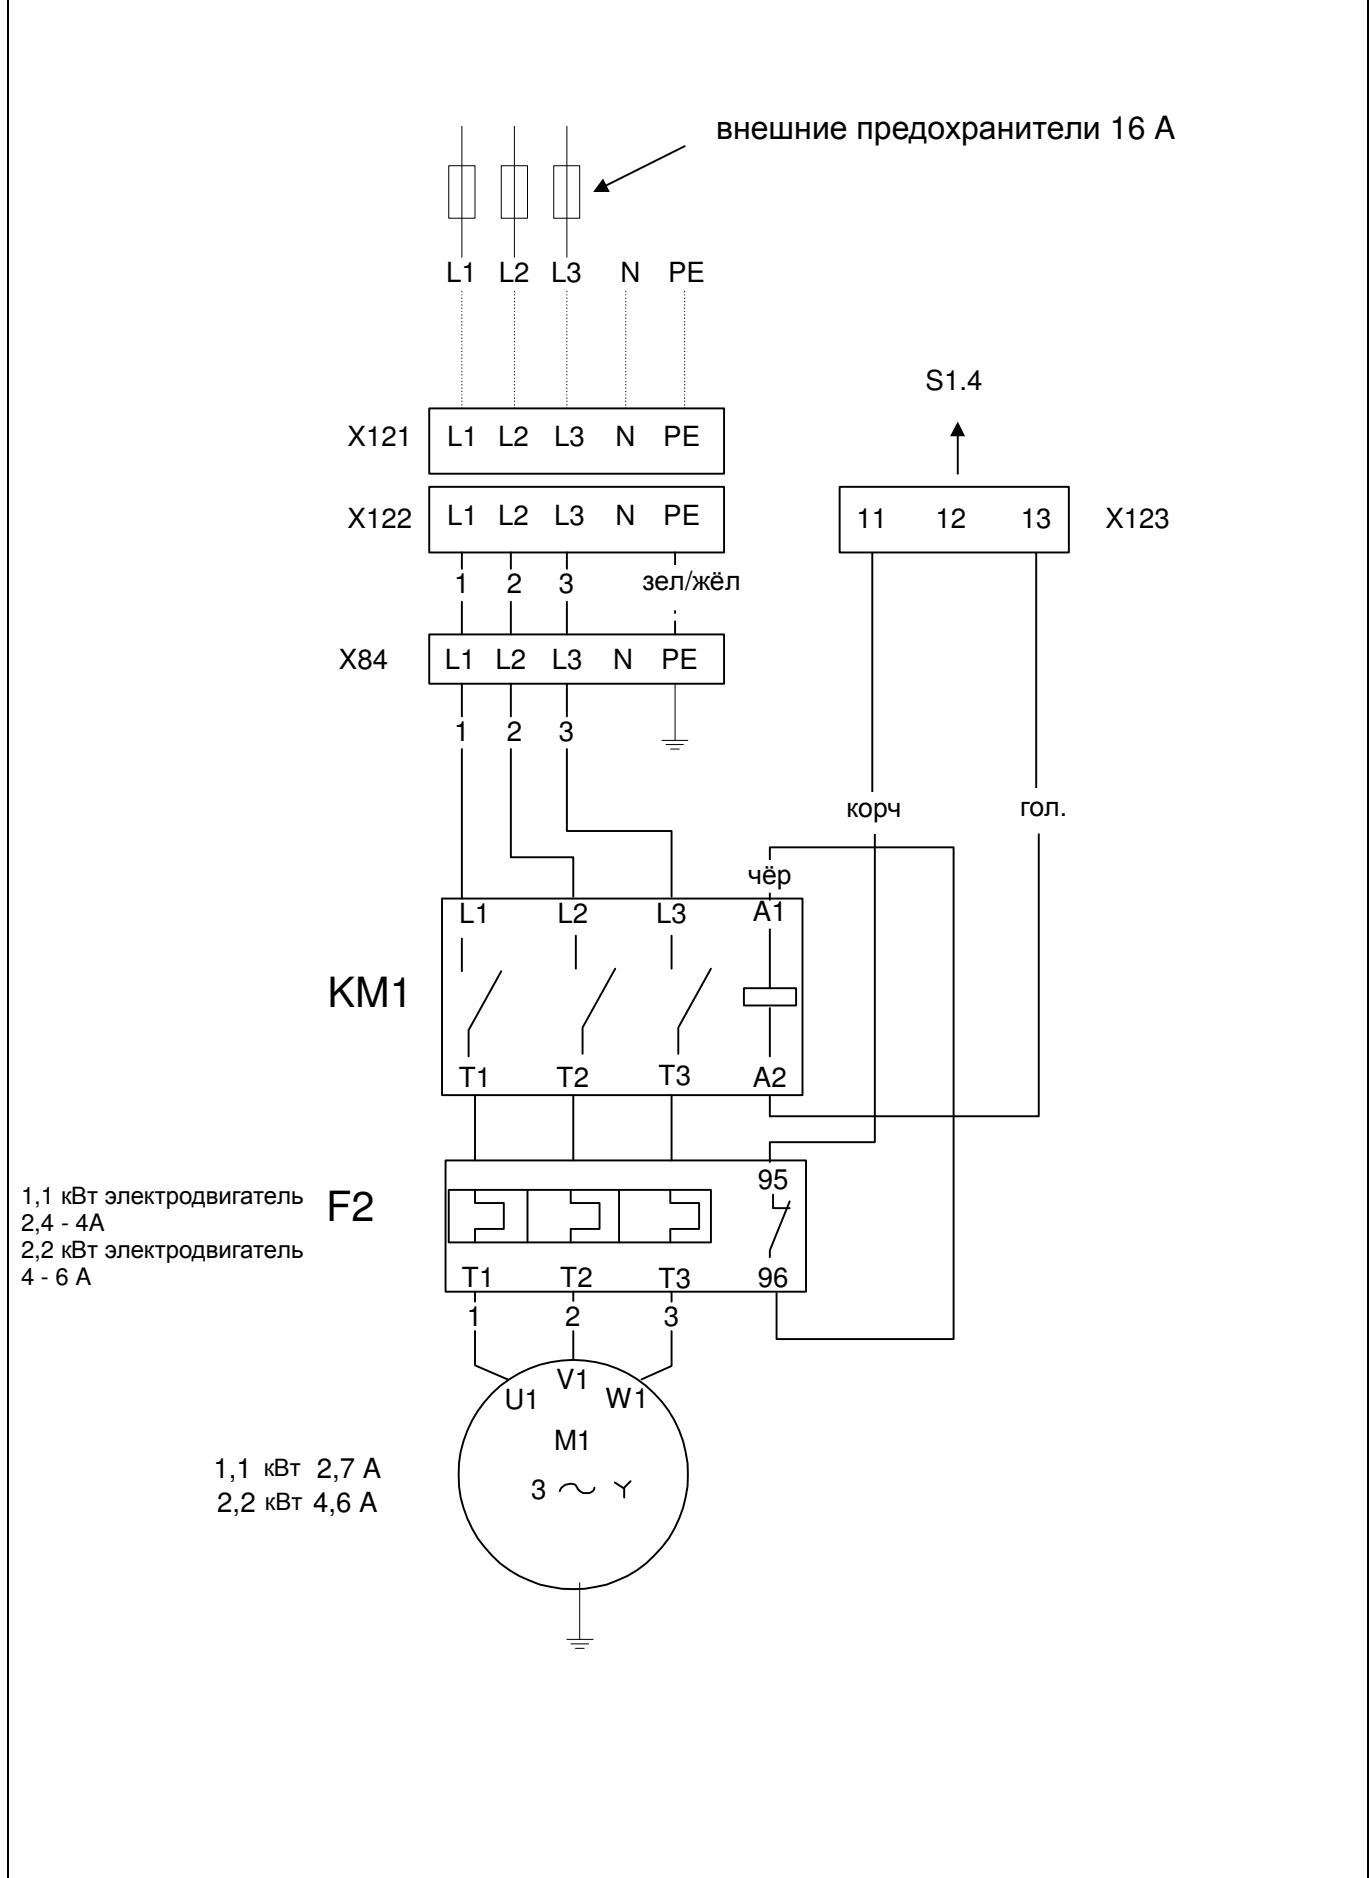 внешние предохранители 16 А
L1 L2 L3 N PE
S1.4
X121 L1 L2 L3 N PE
X122 L1 L2 L3 N PE
11 12 13 X123
1 2 3 зел/жёл
X84 L1 L2 L3 N PE
1 2 3
корч гол.
чёр
L1 L2 L3 A1
KM1
T1 T2 T3 A2
95
1,1 кВт электродвигатель
F2
2,4 - 4А
2,2 кВт электродвигатель
4 - 6 А
T1 T2 T3 96
1 2 3
U1 V1 W1
M1
1,1 кВт 2,7 А
3
2,2 кВт 4,6 А